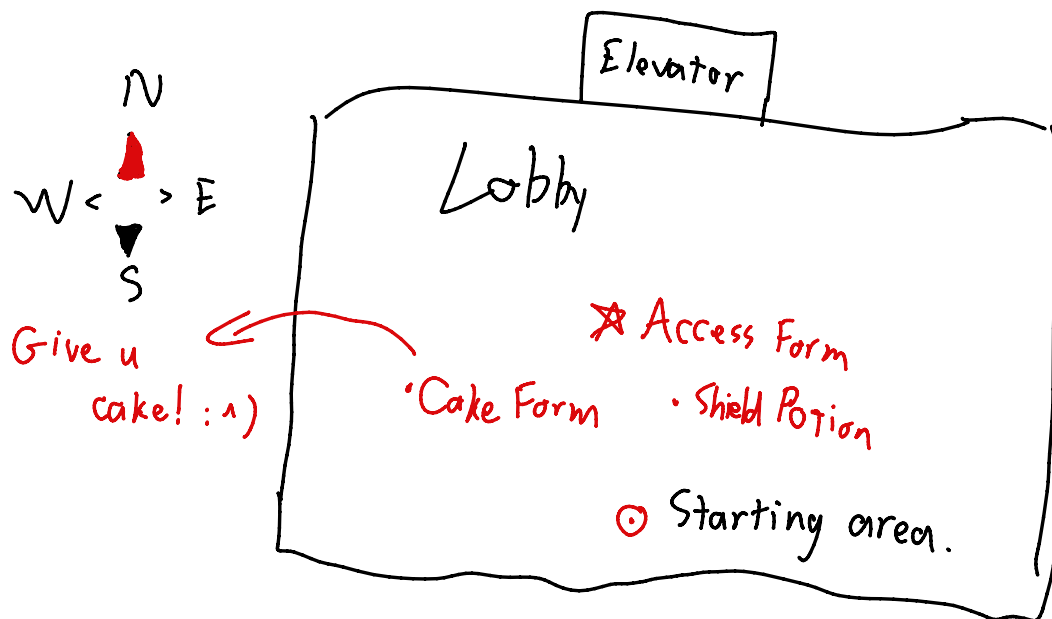 Elevator
N
W < > E
S
Lobby
Access Form
Give u
cake! :^)
Cake Form
Shield Potion
Starting area.